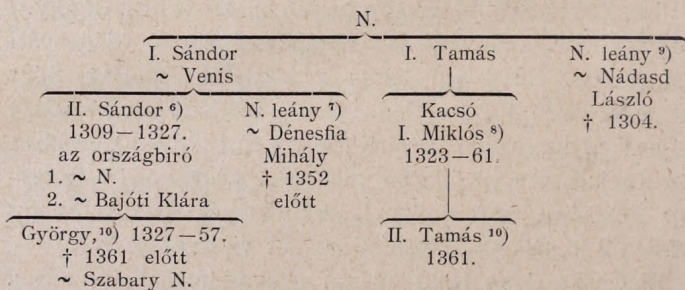 N.
I. Sándor
~ Venis
I. Tamás
N. leány ⁹)
~ Nádasd
László
† 1304.
II. Sándor ⁶)
1309—1327.
az országbiró
1. ~ N.
2. ~ Bajóti Klára
N. leány ⁷)
~ Dénesfia
Mihály
† 1352
előtt
Kacsó
I. Miklós ⁸)
1323—61.
György,¹⁰) 1327—57.
† 1361 előtt
~ Szabary N.
II. Tamás ¹⁰)
1361.